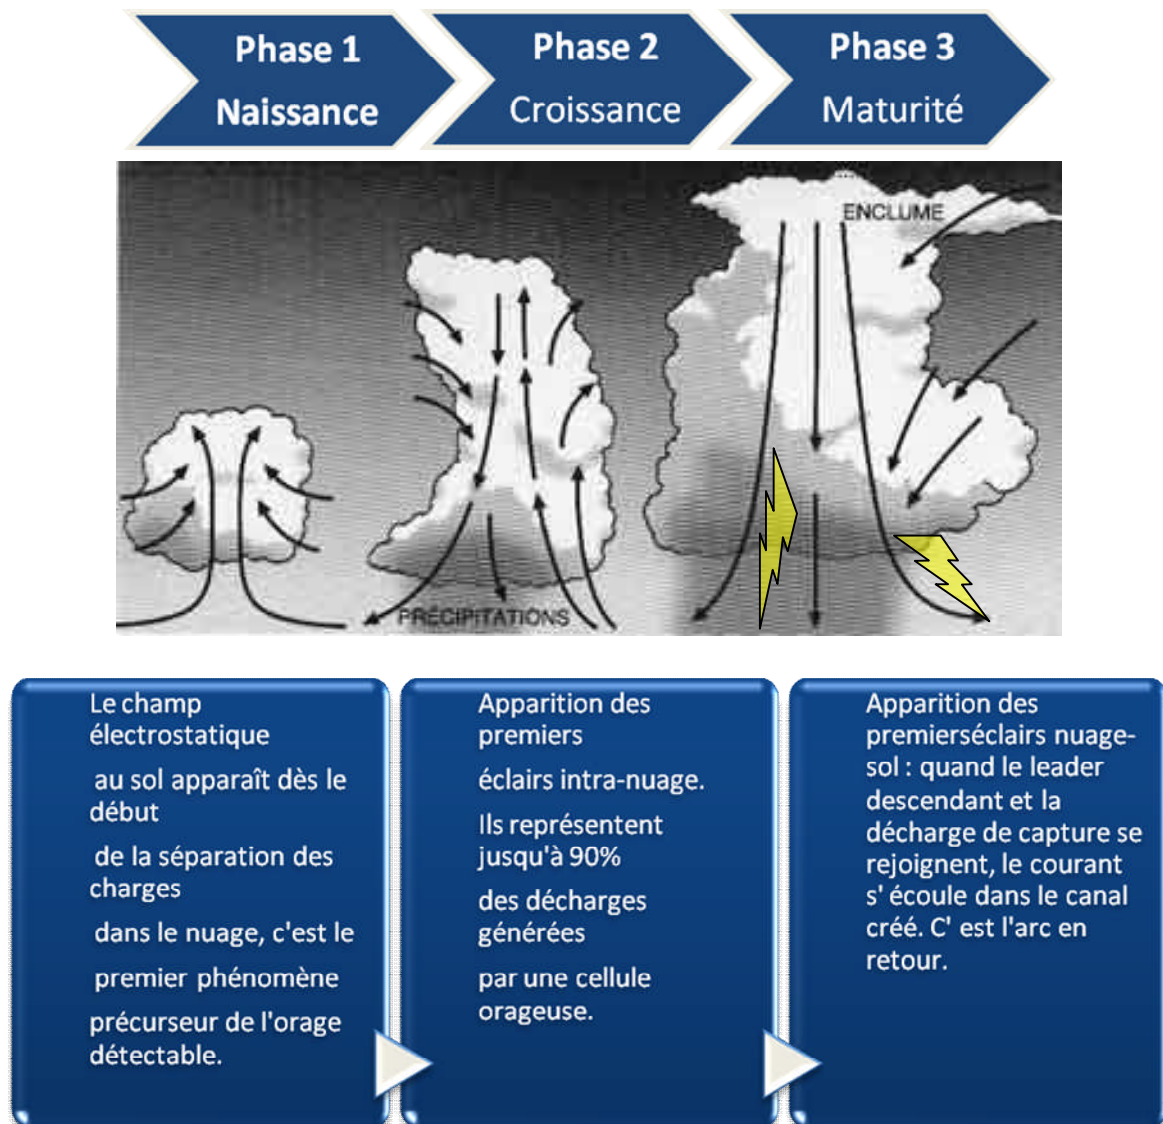 Phase 1
Naissance
Phase 2
Croissance
Phase 3
Maturité
ENCLUME
PRÉCIPITATIONS
Le champ
électrostatique
au sol apparaît dès le
début
de la séparation des
charges
dans le nuage, c'est le
premier phénomène
précurseur de l'orage
détectable.
Apparition des
premiers
éclairs intra-nuage.
Ils représentent
jusqu'à 90%
des décharges
générées
par une cellule
orageuse.
Apparition des
premierséclairs nuage-
sol : quand le leader
descendant et la
décharge de capture se
rejoignent, le courant
s' écoule dans le canal
créé. C' est l'arc en
retour.